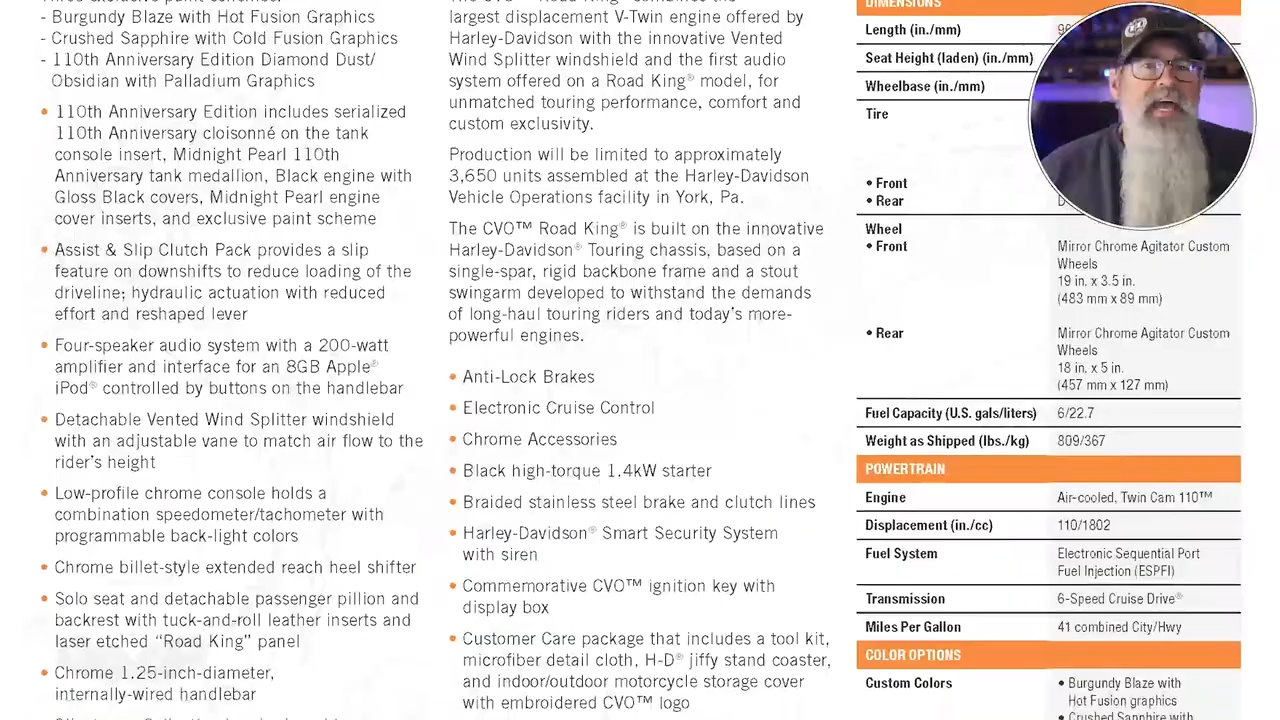 - Burgundy Blaze with Hot Fusion Graphics
- Crushed Sapphire with Cold Fusion Graphics
- 110th Anniversary Edition Diamond Dust/
Obsidian with Palladium Graphics
• 110th Anniversary Edition includes serialized
110th Anniversary cloisonné on the tank
console insert, Midnight Pearl 110th
Anniversary tank medallion, Black engine with
Gloss Black covers, Midnight Pearl engine
cover inserts, and exclusive paint scheme
• Assist & Slip Clutch Pack provides a slip
feature on downshifts to reduce loading of the
driveline; hydraulic actuation with reduced
effort and reshaped lever
• Four-speaker audio system with a 200-watt
amplifier and interface for an 8GB Apple®
iPod® controlled by buttons on the handlebar
• Detachable Vented Wind Splitter windshield
with an adjustable vane to match air flow to the
rider's height
• Low-profile chrome console holds a
combination speedometer/tachometer with
programmable back-light colors
• Chrome billet-style extended reach heel shifter
• Solo seat and detachable passenger pillion and
backrest with tuck-and-roll leather inserts and
laser etched “Road King” panel
• Chrome 1.25-inch-diameter,
internally-wired handlebar
largest displacement V-Twin engine offered by
Harley-Davidson with the innovative Vented
Wind Splitter windshield and the first audio
system offered on a Road King® model, for
unmatched touring performance, comfort and
custom exclusivity.
Production will be limited to approximately
3,650 units assembled at the Harley-Davidson
Vehicle Operations facility in York, Pa.
The CVO™ Road King® is built on the innovative
Harley-Davidson® Touring chassis, based on a
single-spar, rigid backbone frame and a stout
swingarm developed to withstand the demands
of long-haul touring riders and today's more-
powerful engines.
• Anti-Lock Brakes
• Electronic Cruise Control
• Chrome Accessories
• Black high-torque 1.4kW starter
• Braided stainless steel brake and clutch lines
• Harley-Davidson® Smart Security System
with siren
• Commemorative CVO™ ignition key with
display box
• Customer Care package that includes a tool kit,
microfiber detail cloth, H-D® jiffy stand coaster,
and indoor/outdoor motorcycle storage cover
with embroidered CVO™ logo
DIMENSIONS
Length (in./mm)
Seat Height (laden) (in./mm)
Wheelbase (in./mm)
Tire
• Front
• Rear
Wheel
• Front Mirror Chrome Agitator Custom
Wheels
19 in. x 3.5 in.
(483 mm x 89 mm)
• Rear Mirror Chrome Agitator Custom
Wheels
18 in. x 5 in.
(457 mm x 127 mm)
Fuel Capacity (U.S. gals/liters) 6/22.7
Weight as Shipped (lbs./kg) 809/367
POWERTRAIN
Engine Air-cooled, Twin Cam 110™
Displacement (in./cc) 110/1802
Fuel System Electronic Sequential Port
Fuel Injection (ESPFI)
Transmission 6-Speed Cruise Drive®
Miles Per Gallon 41 combined City/Hwy
COLOR OPTIONS
Custom Colors • Burgundy Blaze with
Hot Fusion graphics
• Crushed Sapphire with